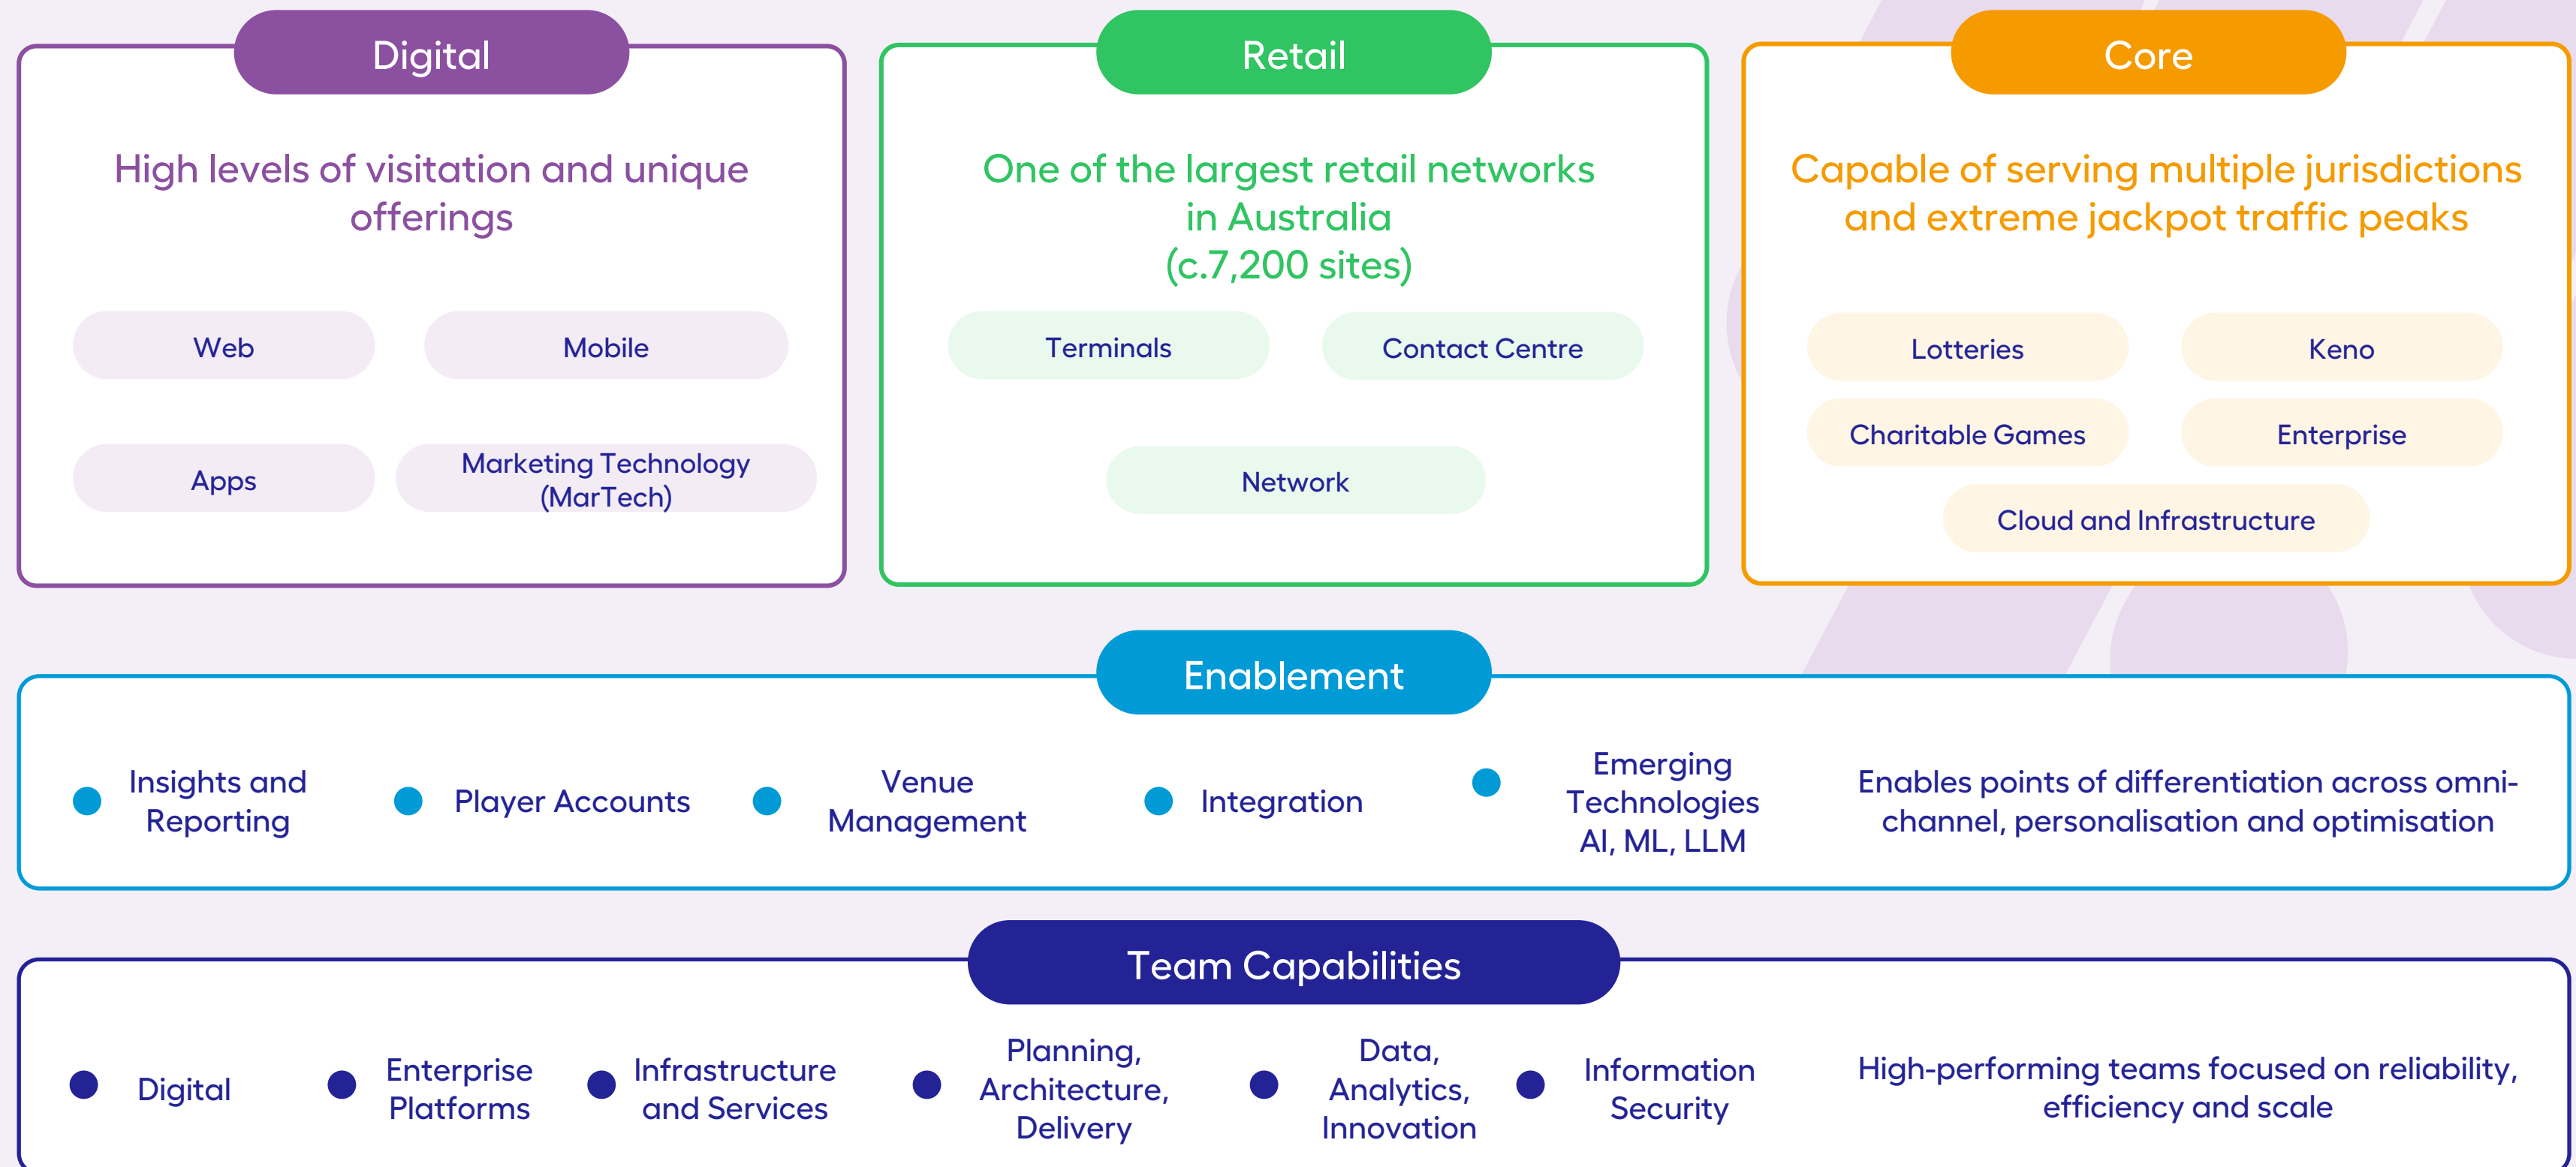 Digital
High levels of visitation and unique
offerings
Web
Mobile
Apps
Marketing Technology
(MarTech)
Retail
One of the largest retail networks
in Australia
(c.7,200 sites)
Terminals
Contact Centre
Network
Core
Capable of serving multiple jurisdictions
and extreme jackpot traffic peaks
Lotteries
Keno
Charitable Games
Enterprise
Cloud and Infrastructure
Enablement
Insights and
Reporting
Player Accounts
Venue
Management
Integration
Emerging
Technologies
AI, ML, LLM
Enables points of differentiation across omni-
channel, personalisation and optimisation
Team Capabilities
Digital
Enterprise
Platforms
Infrastructure
and Services
Planning,
Architecture,
Delivery
Data,
Analytics,
Innovation
Information
Security
High-performing teams focused on reliability,
efficiency and scale